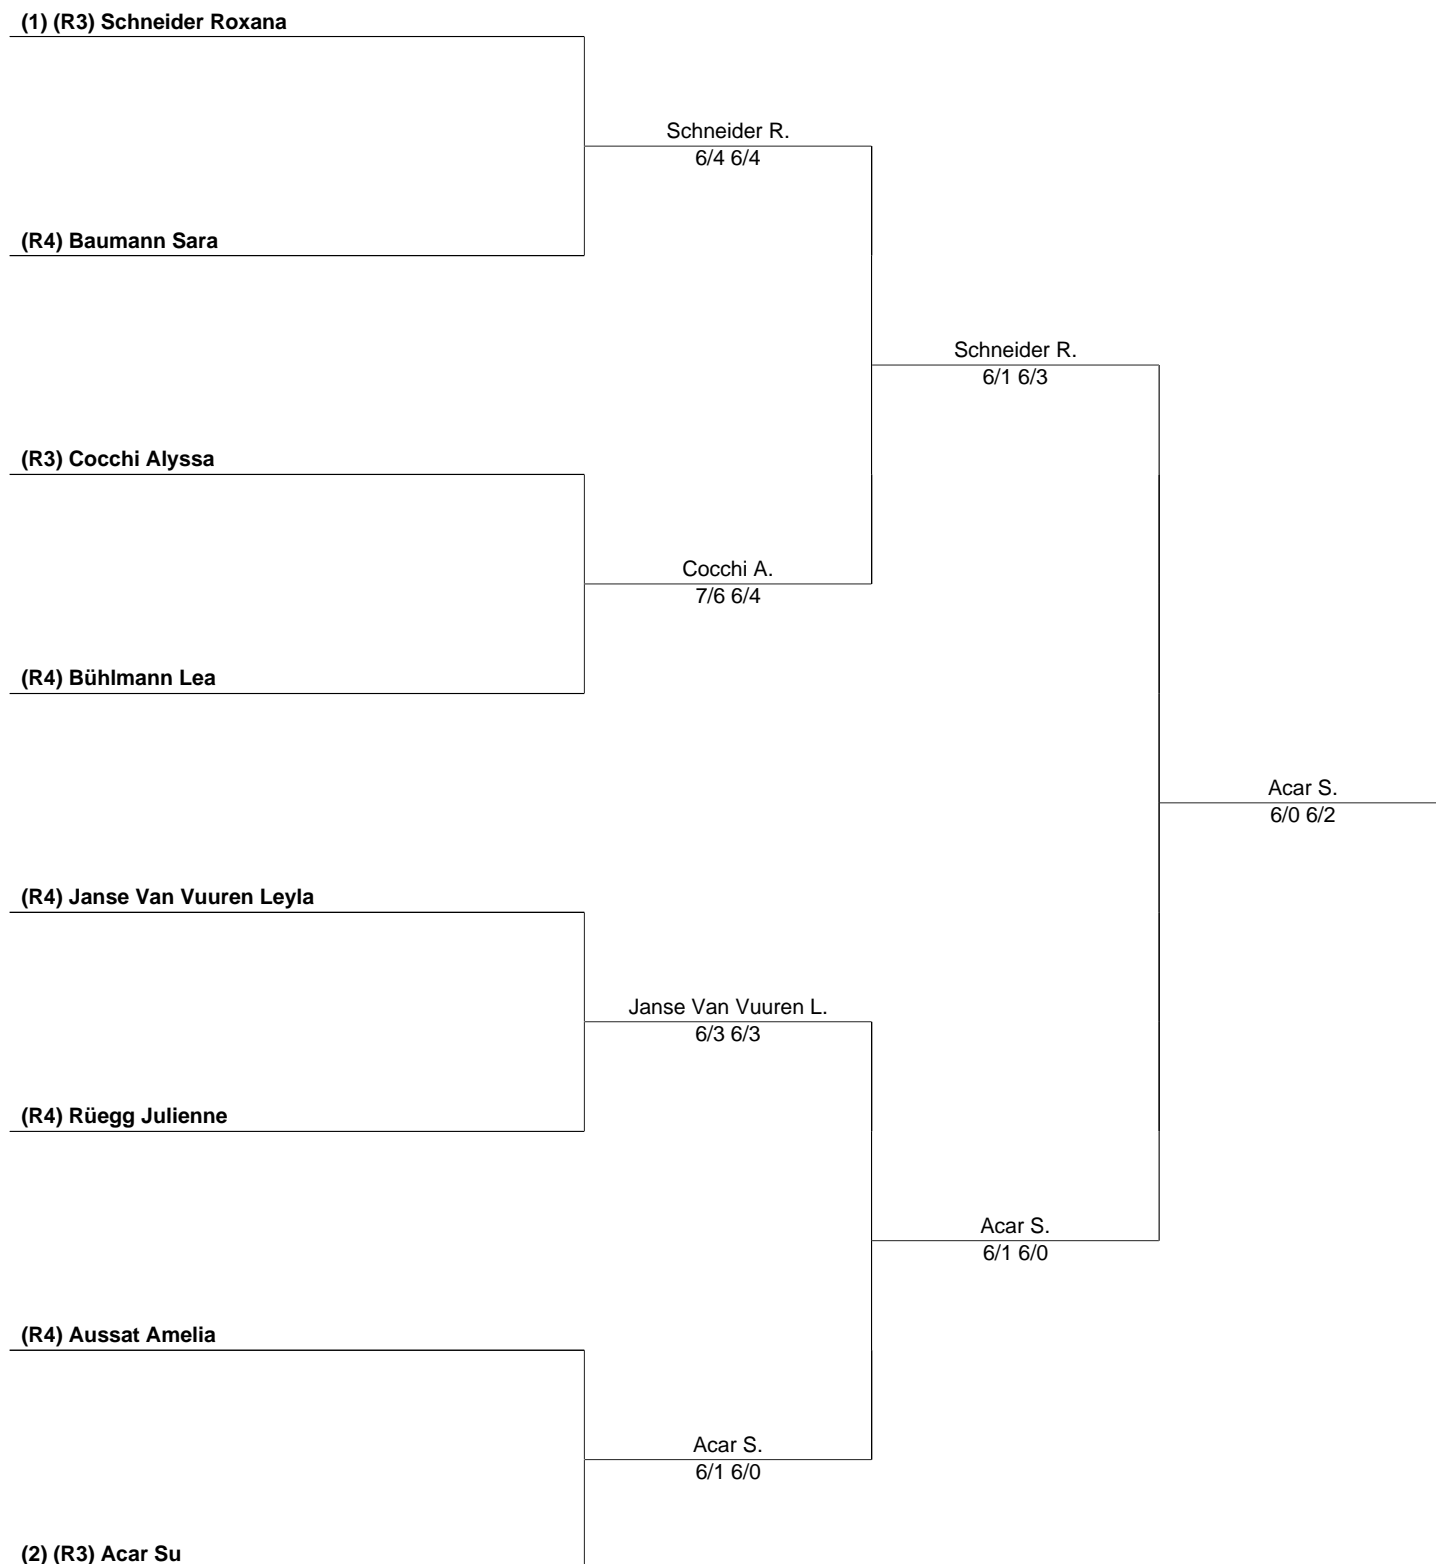 (1) (R3) Schneider Roxana
Schneider R.
6/4 6/4
(R4) Baumann Sara
Schneider R.
6/1 6/3
(R3) Cocchi Alyssa
Cocchi A.
7/6 6/4
(R4) Bühlmann Lea
Acar S.
6/0 6/2
(R4) Janse Van Vuuren Leyla
Janse Van Vuuren L.
6/3 6/3
(R4) Rüegg Julienne
Acar S.
6/1 6/0
(R4) Aussat Amelia
Acar S.
6/1 6/0
(2) (R3) Acar Su